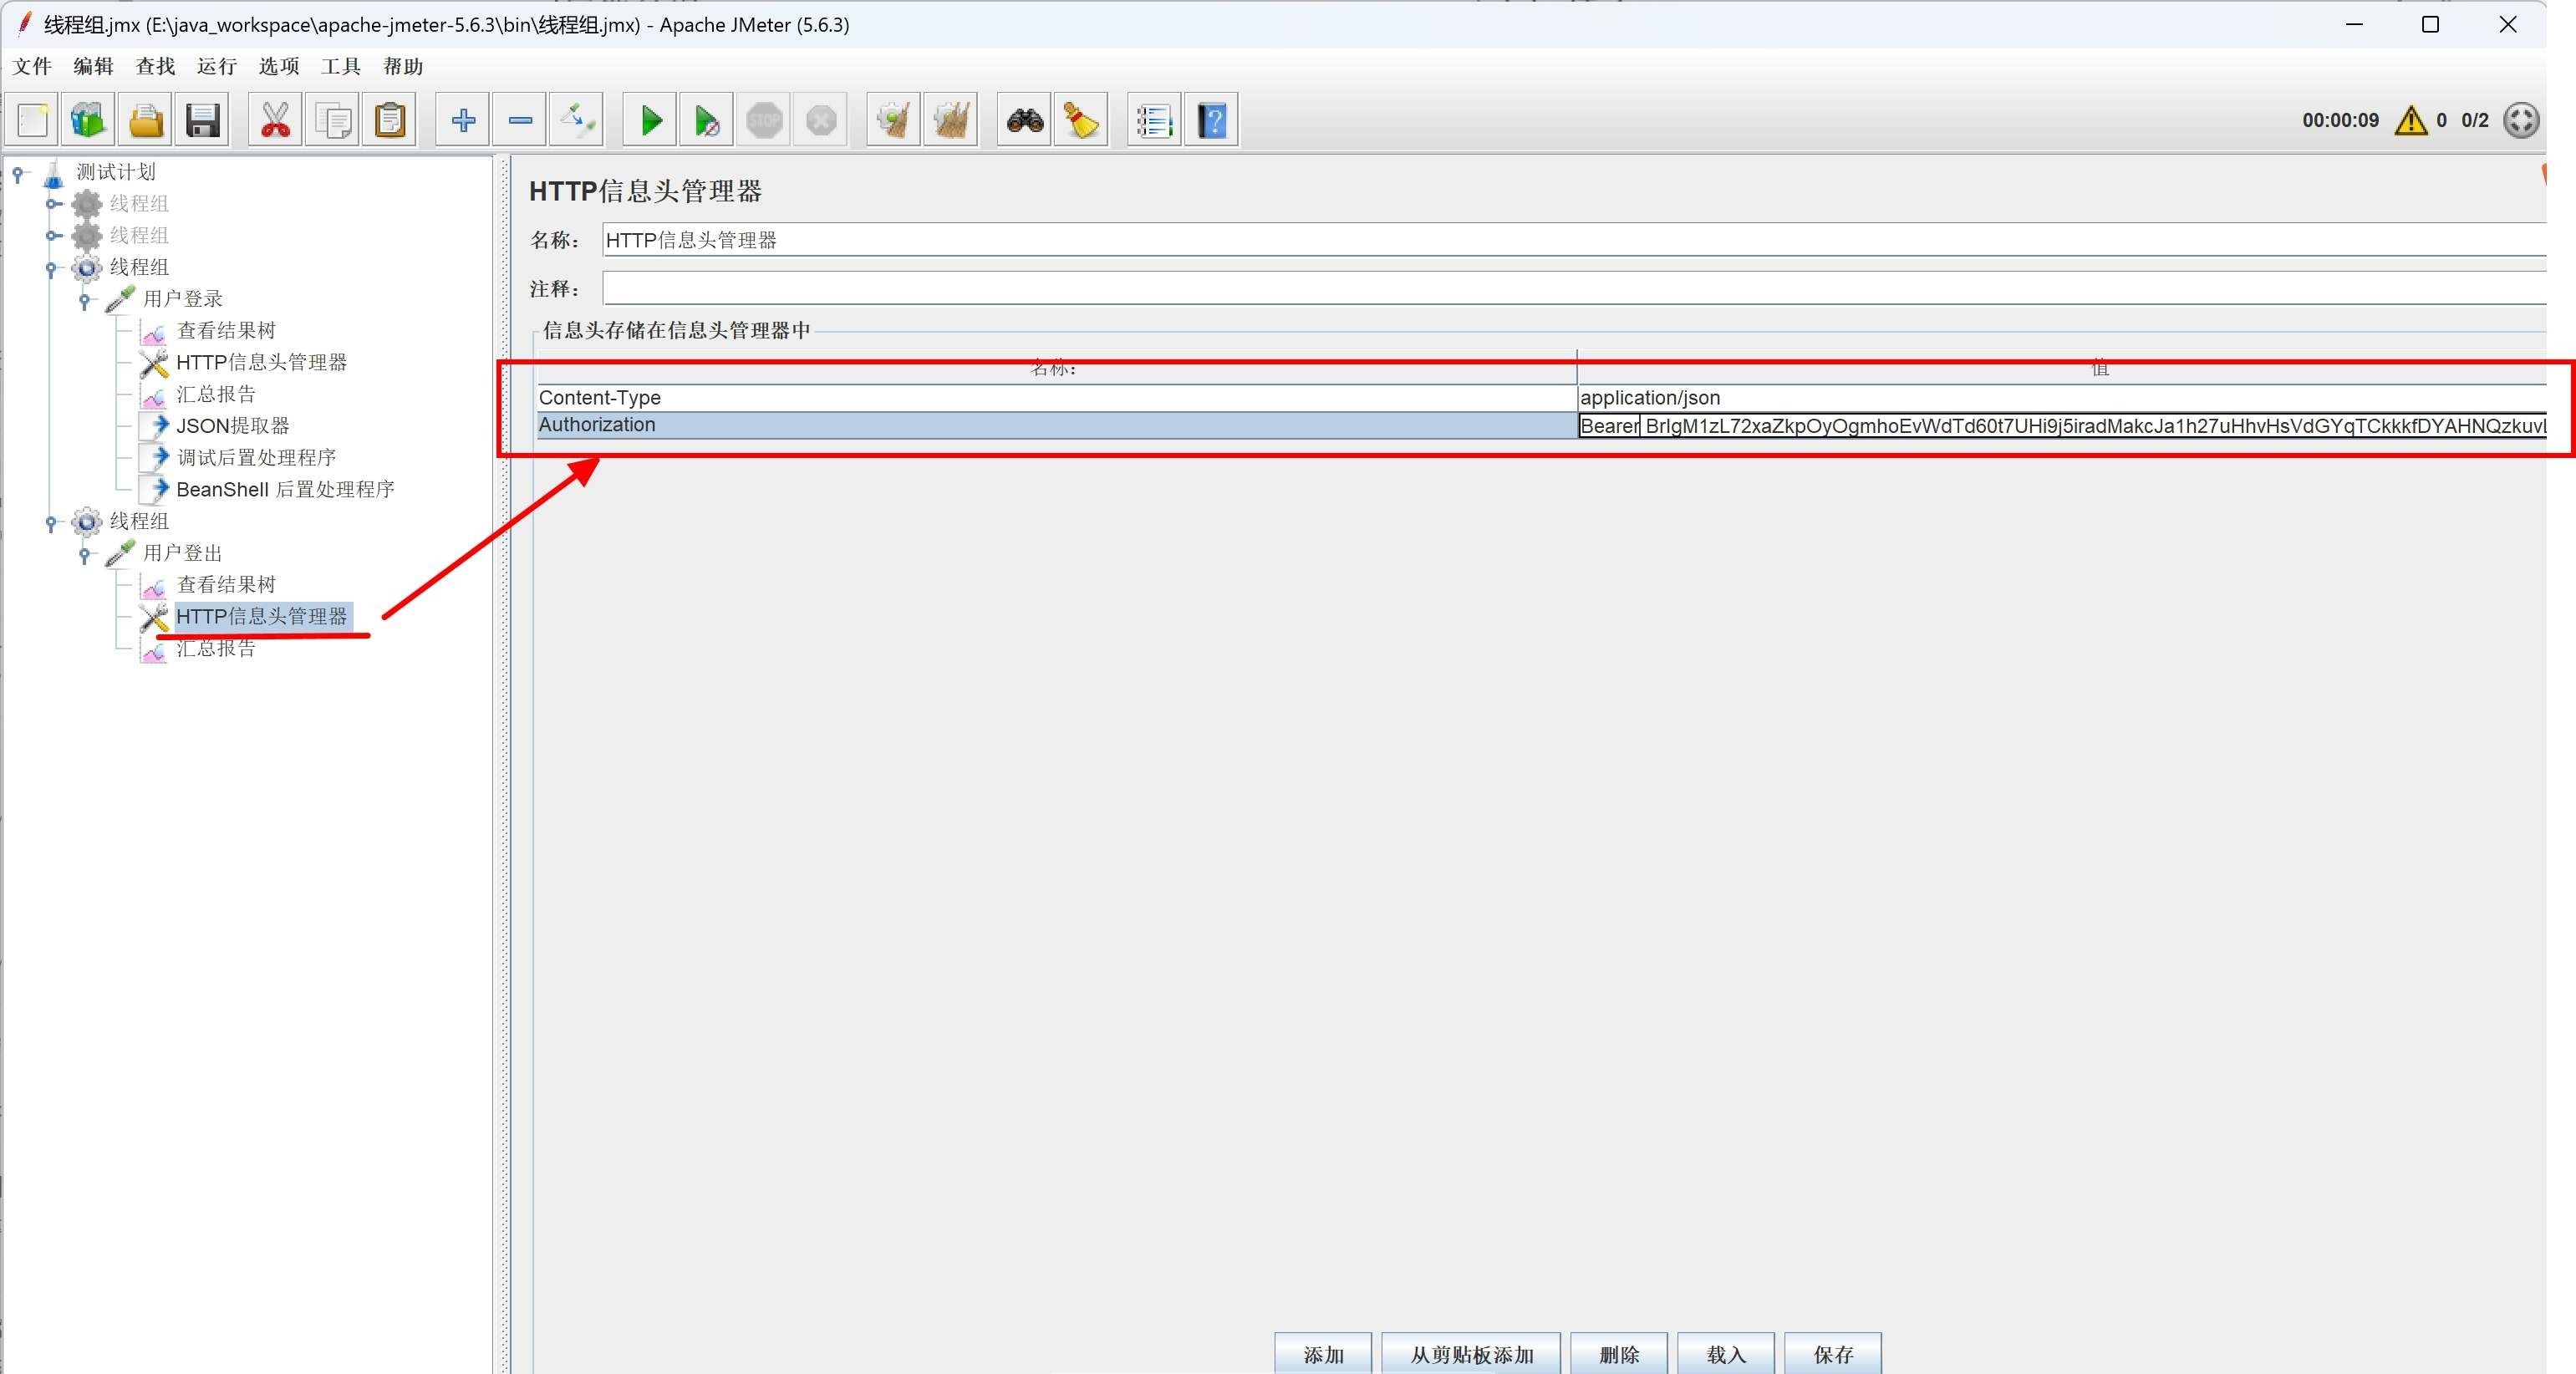 线程组.jmx (E:\java_workspace\apache-jmeter-5.6.3\bin\线程组.jmx) - Apache JMeter (5.6.3)
文件 编辑 查找 运行 选项 工具 帮助
STOP
00:00:09 0 0/2
测试计划
线程组
线程组
线程组
用户登录
查看结果树
HTTP信息头管理器
汇总报告
JSON提取器
调试后置处理程序
BeanShell 后置处理程序
线程组
用户登出
查看结果树
HTTP信息头管理器
汇总报告
HTTP信息头管理器
名称: HTTP信息头管理器
注释:
信息头存储在信息头管理器中
名称: 值
Content-Type application/json
Authorization Bearer BrIgM1zL72xaZkpOyOgmhoEvWdTd60t7UHi9j5iradMakcJa1h27uHhvHsVdGYqTCkkkfDYAHNQzkuvL
添加 从剪贴板添加 删除 载入 保存